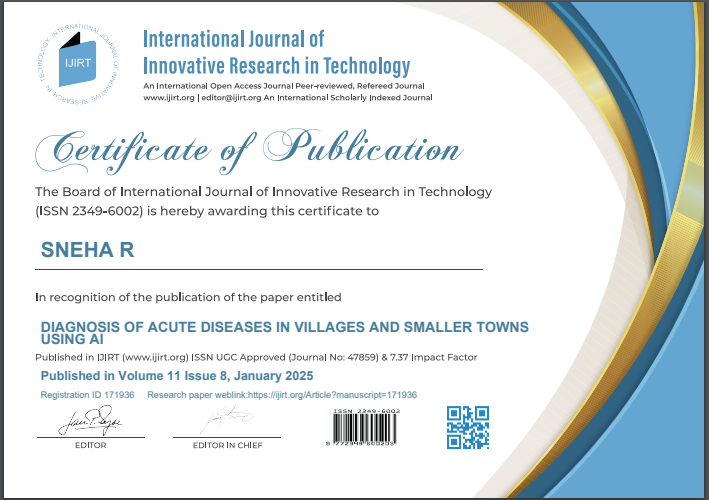 INTERNATIONAL JOURNAL OF INNOVATIVE RESEARCH IN TECHNOLOGY
IJIRT
International Journal of
Innovative Research in Technology
An International Open Access Journal Peer-reviewed, Refereed Journal
www.ijirt.org | editor@ijirt.org An International Scholarly Indexed Journal
Certificate of Publication
The Board of International Journal of Innovative Research in Technology
(ISSN 2349-6002) is hereby awarding this certificate to
SNEHA R
In recognition of the publication of the paper entitled
DIAGNOSIS OF ACUTE DISEASES IN VILLAGES AND SMALLER TOWNS
USING AI
Published in IJIRT (www.ijirt.org) ISSN UGC Approved (Journal No: 47859) & 7.37 Impact Factor
Published in Volume 11 Issue 8, January 2025
Registration ID 171936 Research paper weblink:https://ijirt.org/Article?manuscript=171936
EDITOR
EDITOR IN CHIEF
ISSN 2349-6002